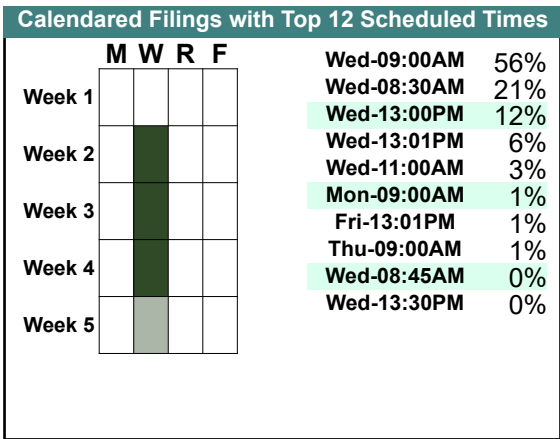 Calendared Filings with Top 12 Scheduled Times
M W R F
Week 1
Week 2
Week 3
Week 4
Week 5
Wed-09:00AM 56%
Wed-08:30AM 21%
Wed-13:00PM 12%
Wed-13:01PM 6%
Wed-11:00AM 3%
Mon-09:00AM 1%
Fri-13:01PM 1%
Thu-09:00AM 1%
Wed-08:45AM 0%
Wed-13:30PM 0%